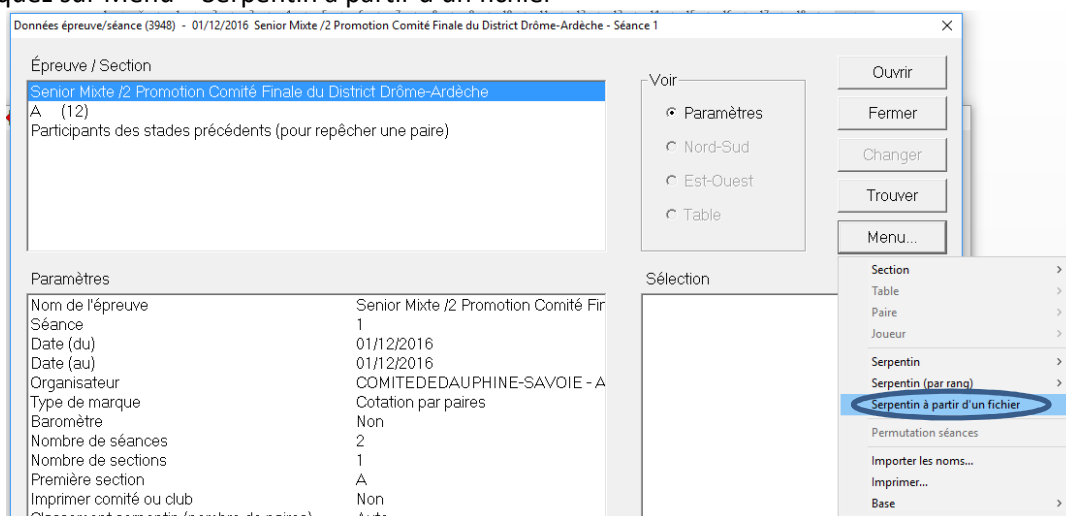 quez sur Menu – Serpentin à partir d'un fichier
Données épreuve/séance (3948) - 01/12/2016 Senior Mixte /2 Promotion Comité Finale du District Drôme-Ardèche - Séance 1
Épreuve / Section
Senior Mixte /2 Promotion Comité Finale du District Drôme-Ardèche
A (12)
Participants des stades précédents (pour repêcher une paire)
Voir
Paramètres
Nord-Sud
Est-Ouest
Table
Ouvrir
Fermer
Changer
Trouver
Menu...
Section
Table
Paire
Joueur
Serpentin
Serpentin (par rang)
Serpentin à partir d'un fichier
Permutation séances
Importer les noms...
Imprimer...
Base
Paramètres
Nom de l'épreuve Senior Mixte /2 Promotion Comité Fir
Séance 1
Date (du) 01/12/2016
Date (au) 01/12/2016
Organisateur COMITEDEDAUPHINE-SAVOIE - A
Type de marque Cotation par paires
Baromètre Non
Nombre de séances 2
Nombre de sections 1
Première section A
Imprimer comité ou club Non
Classement serpentin (nombre de paires) Auto
Sélection